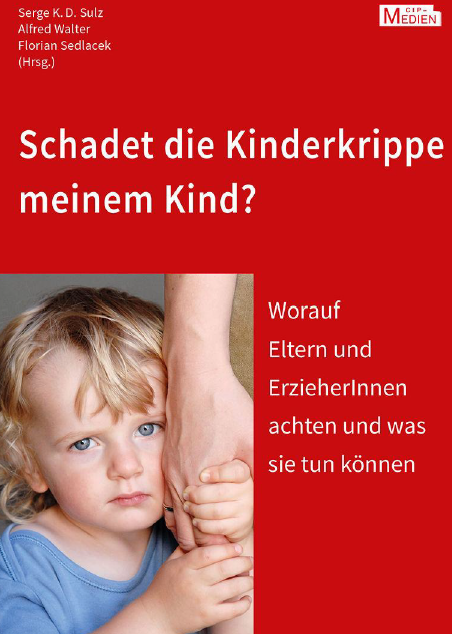 Serge K. D. Sulz
Alfred Walter
Florian Sedlacek
(Hrsg.)
CIP-
MEDIEN
Schadet die Kinderkrippe
meinem Kind?
Worauf
Eltern und
ErzieherInnen
achten und was
sie tun können